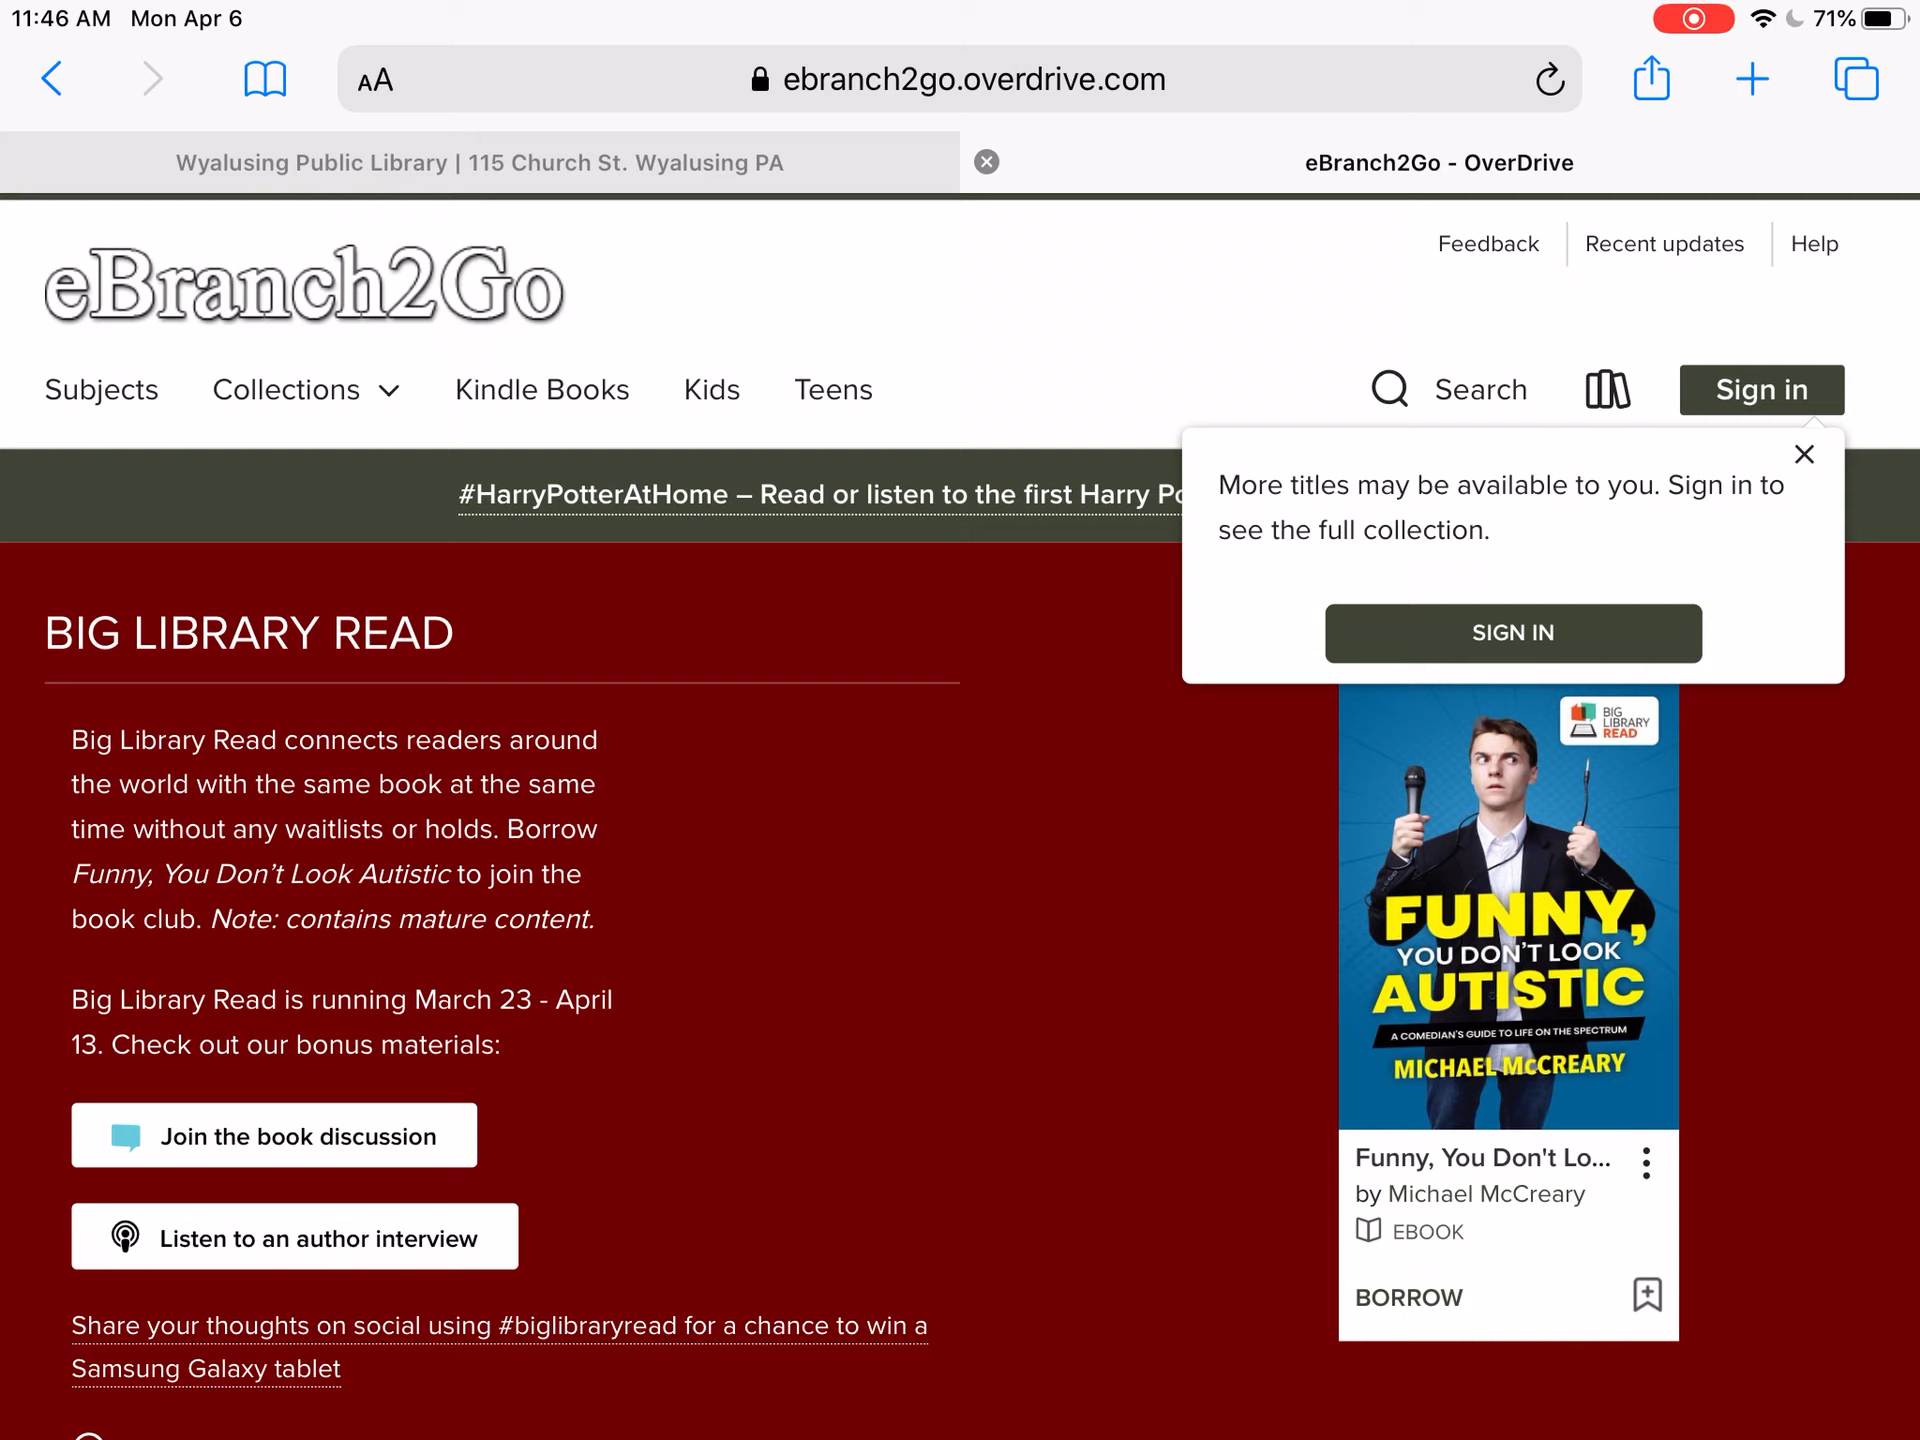 11:46 AM Mon Apr 6
71%
AA
ebranch2go.overdrive.com
Wyalusing Public Library | 115 Church St. Wyalusing PA
eBranch2Go - OverDrive
Feedback
Recent updates
Help
eBranch2Go
Subjects
Collections
Kindle Books
Kids
Teens
Search
Sign in
#HarryPotterAtHome – Read or listen to the first Harry
More titles may be available to you. Sign in to
see the full collection.
SIGN IN
BIG LIBRARY READ
Big Library Read connects readers around
the world with the same book at the same
time without any waitlists or holds. Borrow
Funny, You Don't Look Autistic to join the
book club. Note: contains mature content.
Big Library Read is running March 23 - April
13. Check out our bonus materials:
Join the book discussion
Listen to an author interview
Share your thoughts on social using #biglibraryread for a chance to win a
Samsung Galaxy tablet
BIG
LIBRARY
READ
FUNNY,
YOU DON'T LOOK
AUTISTIC
A COMEDIAN'S GUIDE TO LIFE ON THE SPECTRUM
MICHAEL McCREARY
Funny, You Don't Lo...
by Michael McCreary
EBOOK
BORROW